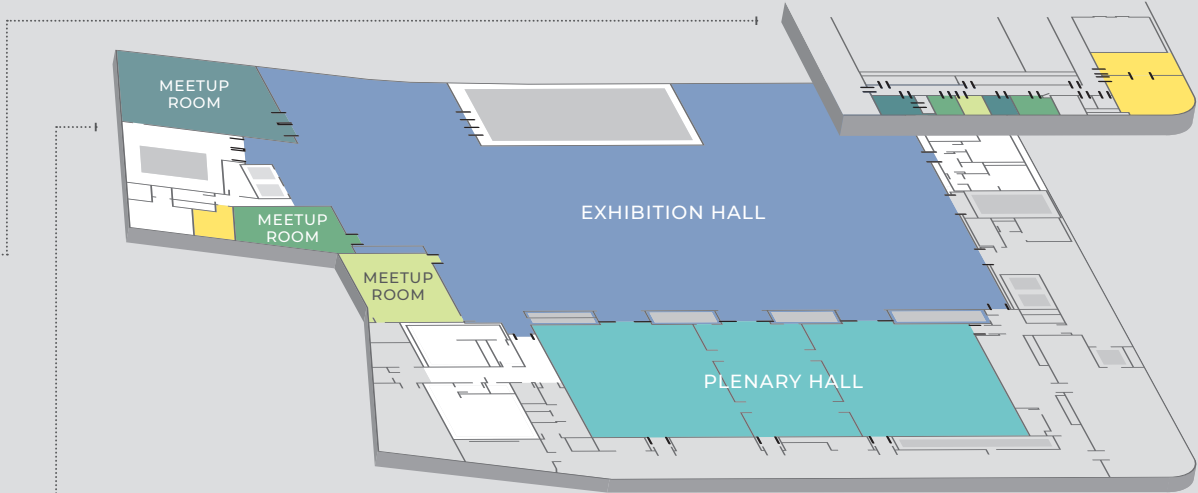 MEETUP
ROOM
EXHIBITION HALL
MEETUP
ROOM
MEETUP
ROOM
PLENARY HALL